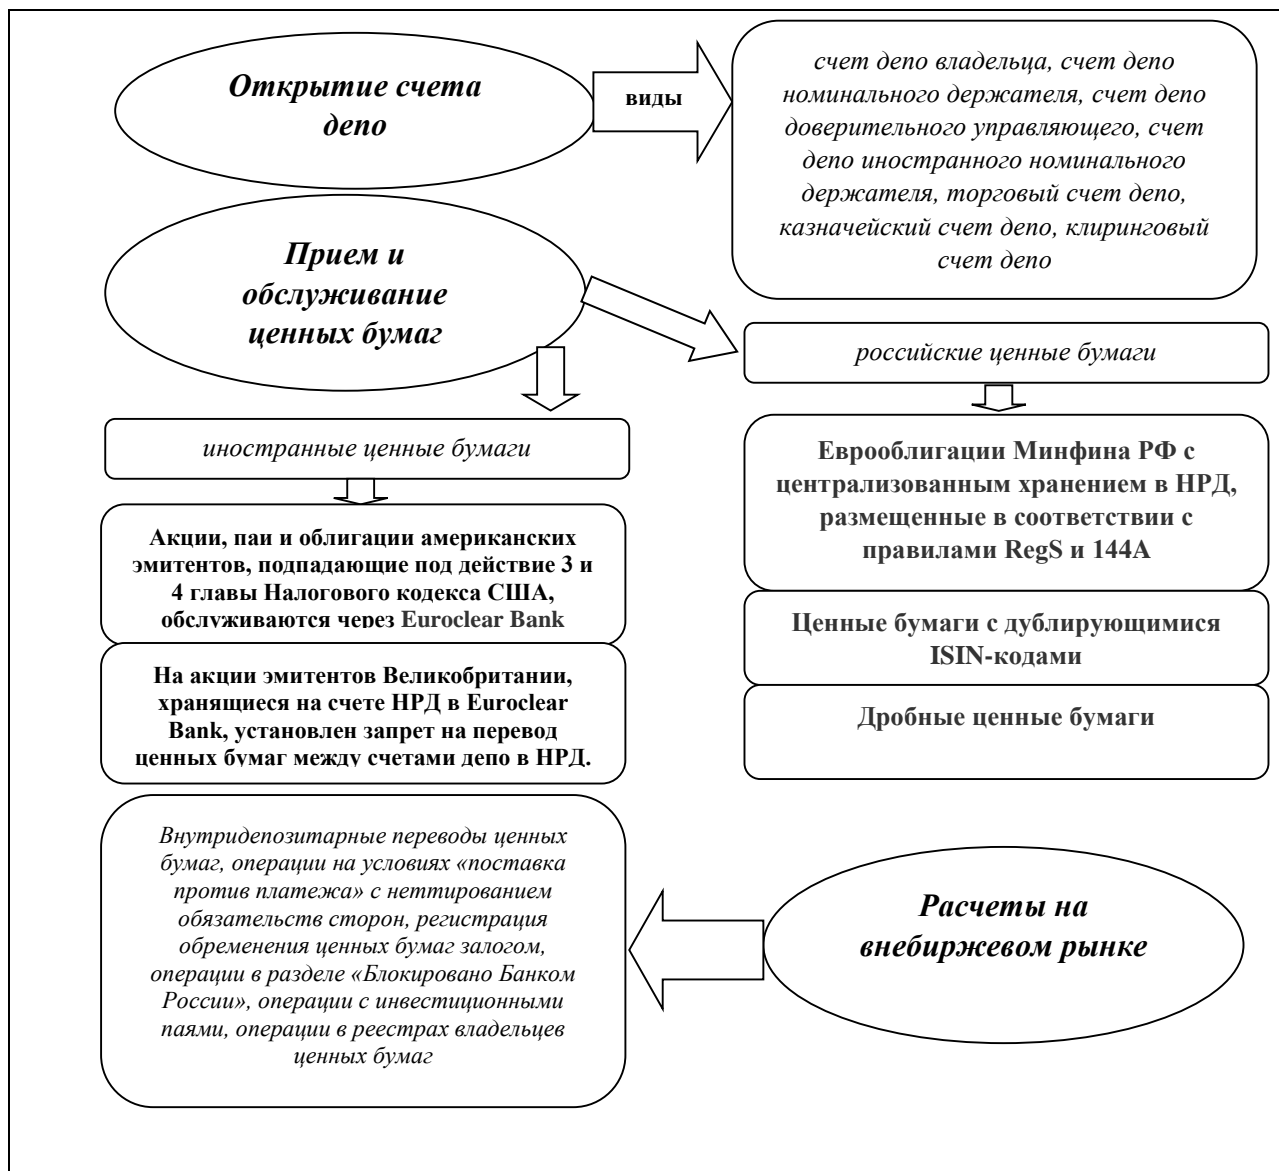 Открытие счета
депо
виды
счет депо владельца, счет депо
номинального держателя, счет депо
доверительного управляющего, счет
депо иностранного номинального
держателя, торговый счет депо,
казначейский счет депо, клиринговый
счет депо
Прием и
обслуживание
ценных бумаг
российские ценные бумаги
иностранные ценные бумаги
Еврооблигации Минфина РФ с
централизованным хранением в НРД,
размещенные в соответствии с
правилами RegS и 144A
Акции, паи и облигации американских
эмитентов, подпадающие под действие 3 и
4 главы Налогового кодекса США,
обслуживаются через Euroclear Bank
Ценные бумаги с дублирующимися
ISIN-кодами
На акции эмитентов Великобритании,
хранящиеся на счете НРД в Euroclear
Bank, установлен запрет на перевод
ценных бумаг между счетами депо в НРД.
Дробные ценные бумаги
Внутридепозитарные переводы ценных
бумаг, операции на условиях «поставка
против платежа» с неттированием
обязательств сторон, регистрация
обременения ценных бумаг залогом,
операции в разделе «Блокировано Банком
России», операции с инвестиционными
паями, операции в реестрах владельцев
ценных бумаг
Расчеты на
внебиржевом рынке